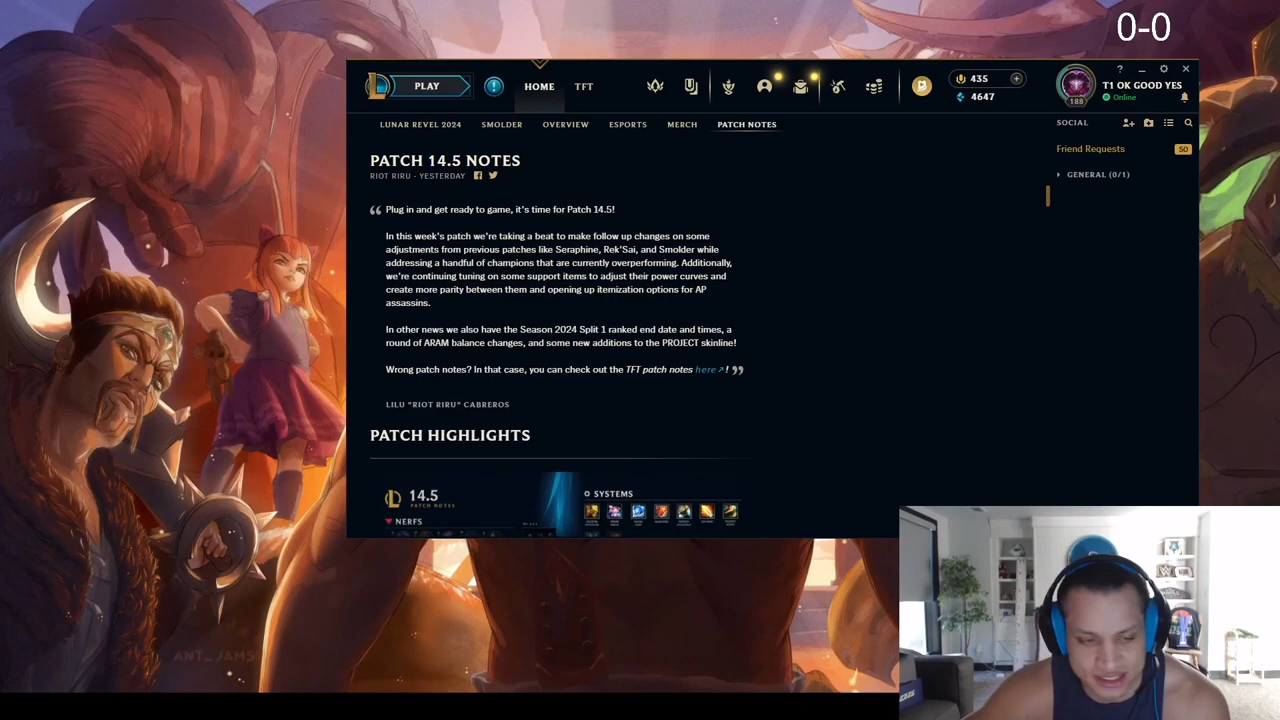 0-0
PLAY
HOME
TFT
435
4647
188
T1 OK GOOD YES
Online
LUNAR REVEL 2024
SMOLDER
OVERVIEW
ESPORTS
MERCH
PATCH NOTES
SOCIAL
Friend Requests
50
GENERAL (0/1)
PATCH 14.5 NOTES
RIOT RIRU - YESTERDAY
Plug in and get ready to game, it's time for Patch 14.5!
In this week's patch we're taking a beat to make follow up changes on some
adjustments from previous patches like Seraphine, Rek'Sai, and Smolder while
addressing a handful of champions that are currently overperforming. Additionally,
we're continuing tuning on some support items to adjust their power curves and
create more parity between them and opening up itemization options for AP
assassins.
In other news we also have the Season 2024 Split 1 ranked end date and times, a
round of ARAM balance changes, and some new additions to the PROJECT skinline!
Wrong patch notes? In that case, you can check out the TFT patch notes here↗!
LILU "RIOT RIRU" CABREROS
PATCH HIGHLIGHTS
14.5
PATCH NOTES
NERFS
SYSTEMS
ANT_JAMS